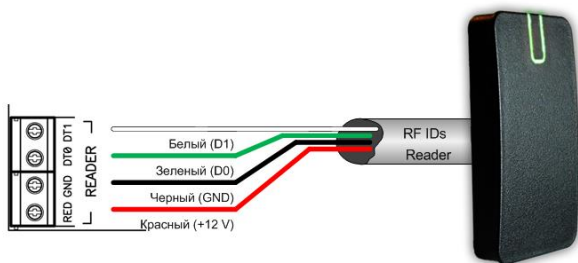 RED GND DT0 DT1
READER
Белый (D1)
Зеленый (D0)
Черный (GND)
Красный (+12 V)
RF IDs
Reader